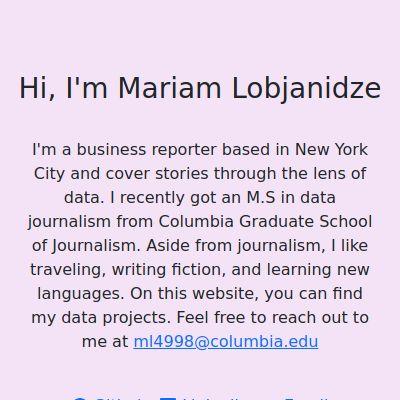 Hi, I'm Mariam Lobjanidze
I'm a business reporter based in New York
City and cover stories through the lens of
data. I recently got an M.S in data
journalism from Columbia Graduate School
of Journalism. Aside from journalism, I like
traveling, writing fiction, and learning new
languages. On this website, you can find
my data projects. Feel free to reach out to
me at ml4998@columbia.edu